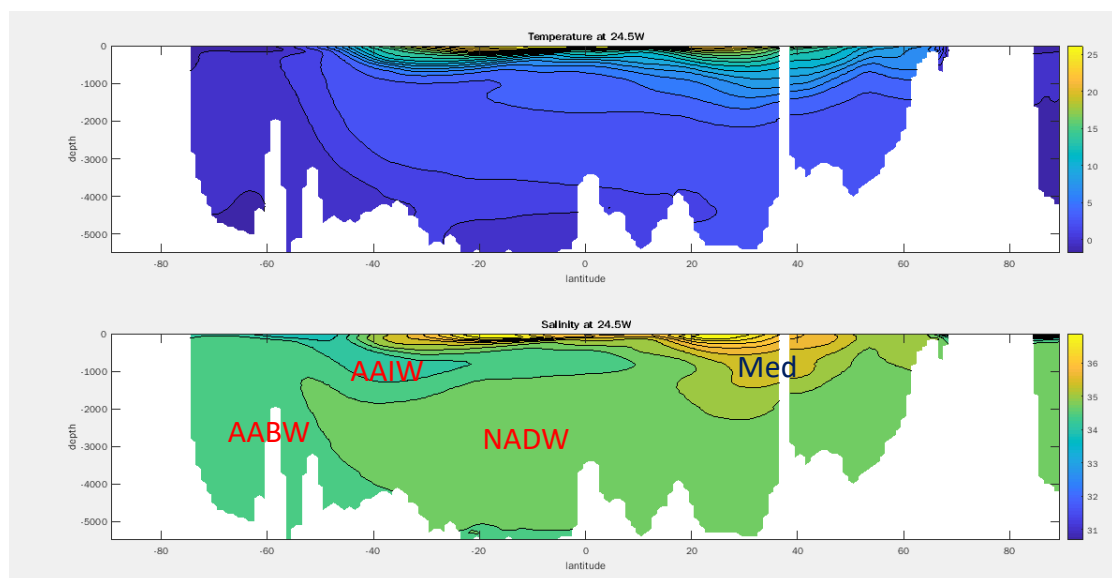 Temperature at 24.5W
0
-1000
-2000
-3000
-4000
-5000
depth
-80 -60 -40 -20 0 20 40 60 80
lantitude
25
20
15
10
5
0
Salinity at 24.5W
0
-1000
-2000
-3000
-4000
-5000
depth
AAIW
Med
AABW
NADW
-80 -60 -40 -20 0 20 40 60 80
lantitude
36
35
34
33
32
31